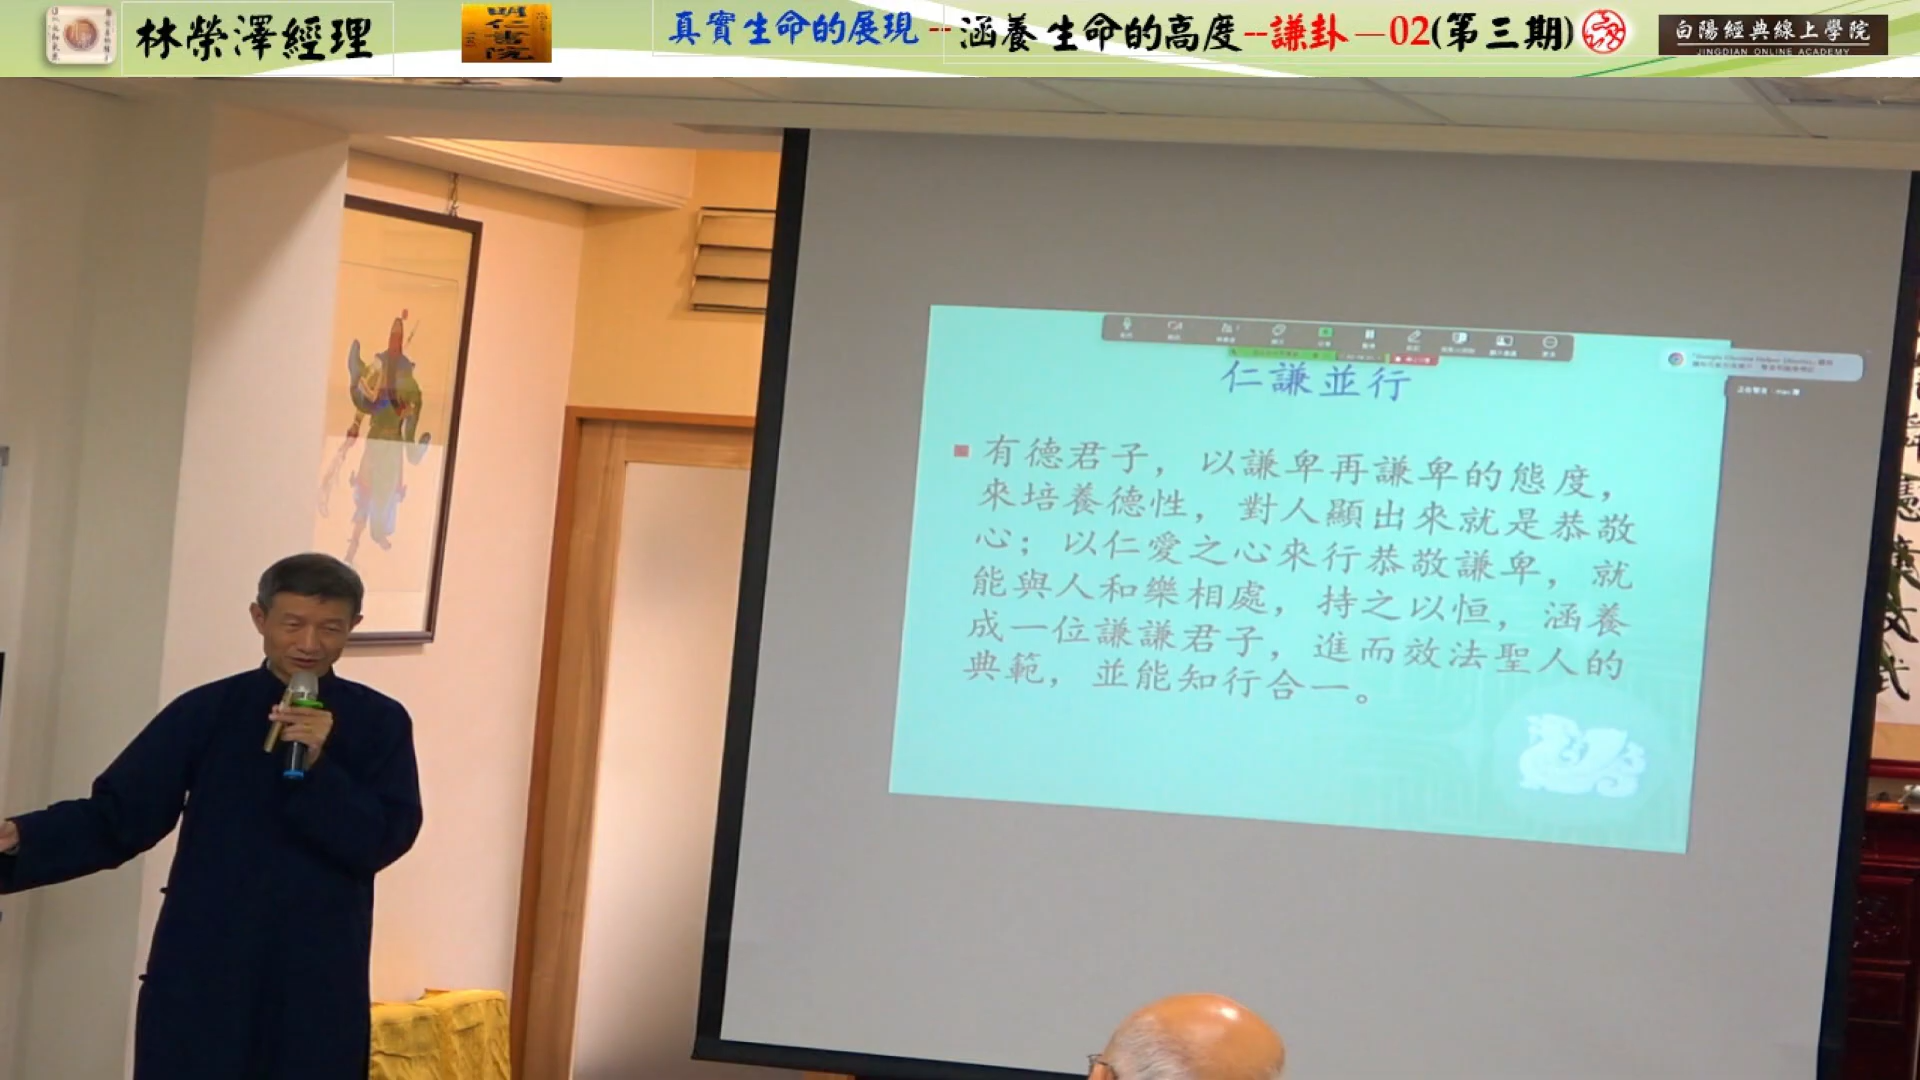 林榮澤經理
明仁書院
真實生命的展現--涵養生命的高度--謙卦—02(第三期)
白陽經典線上學院
JINGDIAN ONLINE ACADEMY
仁謙並行
有德君子，以謙卑再謙卑的態度，
來培養德性，對人顯出來就是恭敬
心；以仁愛之心來行恭敬謙卑，就
能與人和樂相處，持之以恒，涵養
成一位謙謙君子，進而效法聖人的
典範，並能知行合一。